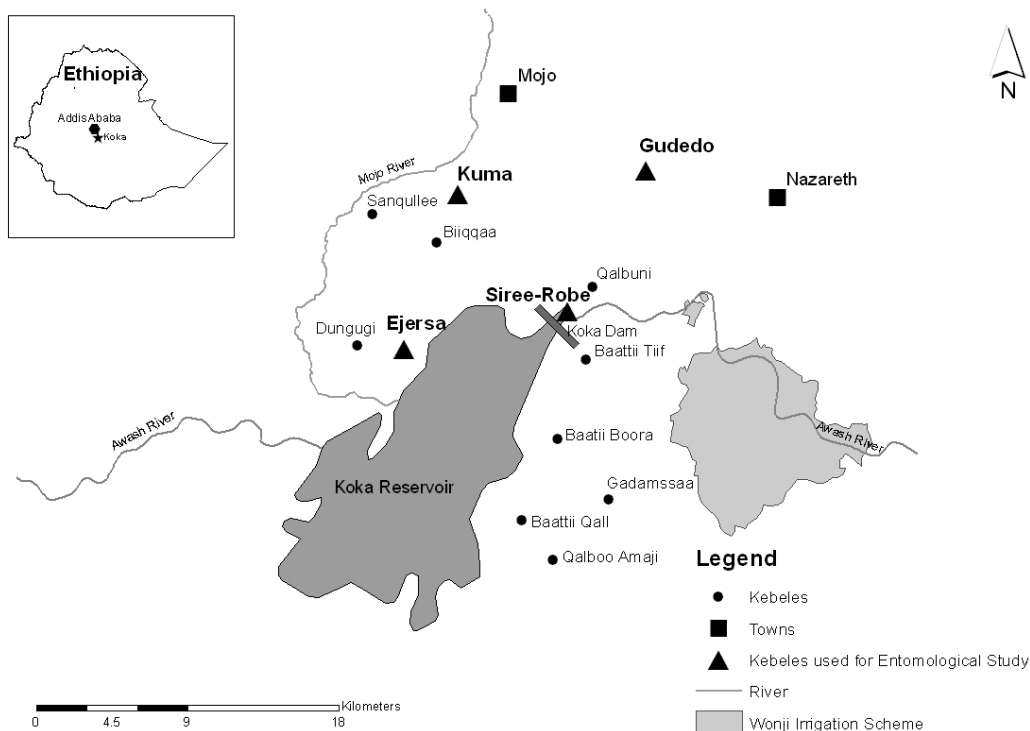 Ethiopia
Addis Ababa
Koka
N
Mojo
Mojo River
Gudedo
Kuma
Nazareth
Sanqullee
Biiqqaa
Qalbuni
Siree-Robe
Dungugi
Ejersa
Koka Dam
Baattii Tiif
Awash River
Awash River
Baatii Boora
Koka Reservoir
Gadamssaa
Baattii Qall
Qalboo Amaji
Legend
Kebeles
Towns
Kebeles used for Entomological Study
River
Wonji Irrigation Scheme
Kilometers
0 4.5 9 18